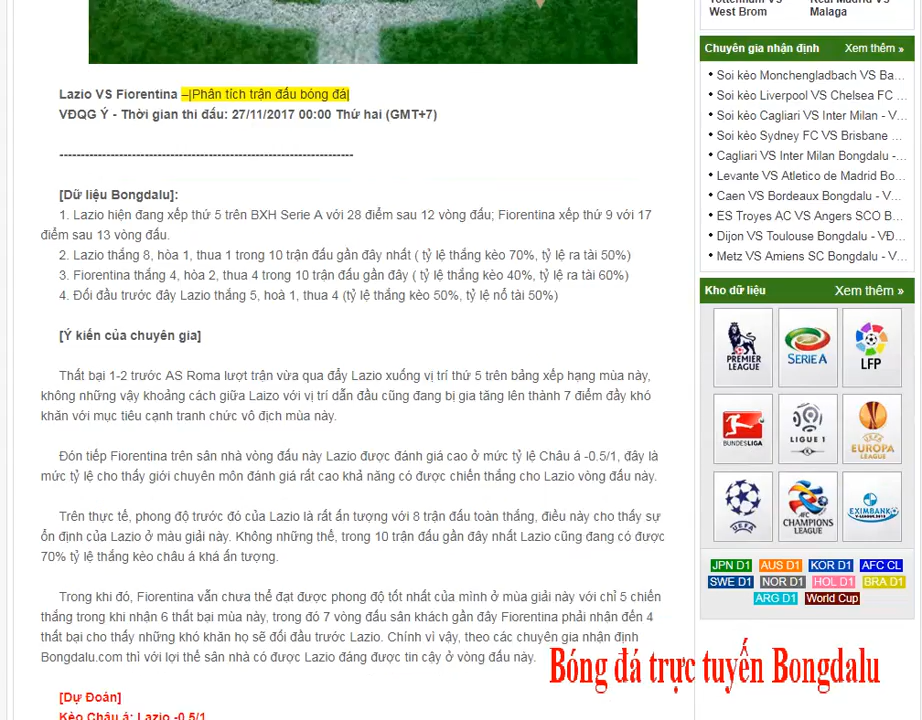 Lazio VS Fiorentina –|Phân tích trận đấu bóng đá|
VĐQG Ý - Thời gian thi đấu: 27/11/2017 00:00 Thứ hai (GMT+7)
--------------------------------------------------------------------
[Dữ liệu Bongdalu]:
1. Lazio hiện đang xếp thứ 5 trên BXH Serie A với 28 điểm sau 12 vòng đấu; Fiorentina xếp thứ 9 với 17
điểm sau 13 vòng đấu.
2. Lazio thắng 8, hòa 1, thua 1 trong 10 trận đấu gần đây nhất ( tỷ lệ thắng kèo 70%, tỷ lệ ra tài 50%)
3. Fiorentina thắng 4, hòa 2, thua 4 trong 10 trận đấu gần đây ( tỷ lệ thắng kèo 40%, tỷ lệ ra tài 60%)
4. Đối đầu trước đây Lazio thắng 5, hoà 1, thua 4 (tỷ lệ thắng kèo 50%, tỷ lệ nổ tài 50%)
[Ý kiến của chuyên gia]
Thất bại 1-2 trước AS Roma lượt trận vừa qua đẩy Lazio xuống vị trí thứ 5 trên bảng xếp hạng mùa này,
không những vậy khoảng cách giữa Laizo với vị trí dẫn đầu cũng đang bị gia tăng lên thành 7 điểm đầy khó
khăn với mục tiêu cạnh tranh chức vô địch mùa này.
Đón tiếp Fiorentina trên sân nhà vòng đấu này Lazio được đánh giá cao ở mức tỷ lệ Châu á -0.5/1, đây là
mức tỷ lệ cho thấy giới chuyên môn đánh giá rất cao khả năng có được chiến thắng cho Lazio vòng đấu này.
Trên thực tế, phong độ trước đó của Lazio là rất ấn tượng với 8 trận đấu toàn thắng, điều này cho thấy sự
ổn định của Lazio ở màu giải này. Không những thế, trong 10 trận đấu gần đây nhất Lazio cũng đang có được
70% tỷ lệ thắng kèo châu á khá ấn tượng.
Trong khi đó, Fiorentina vẫn chưa thể đạt được phong độ tốt nhất của mình ở mùa giải này với chỉ 5 chiến
thắng trong khi nhận 6 thất bại mùa này, trong đó 7 vòng đấu sân khách gần đây Fiorentina phải nhận đến 4
thất bại cho thấy những khó khăn họ sẽ đối đầu trước Lazio. Chính vì vậy, theo các chuyên gia nhận định
Bongdalu.com thì với lợi thế sân nhà có được Lazio đáng được tin cậy ở vòng đấu này.
[Dự Đoán]
Kèo Châu á: Lazio -0.5/1
Tottenham VS
West Brom
Real Madrid VS
Malaga
Chuyên gia nhận định Xem thêm »
Soi kèo Monchengladbach VS Ba...
Soi kèo Liverpool VS Chelsea FC ...
Soi kèo Cagliari VS Inter Milan - V...
Soi kèo Sydney FC VS Brisbane ...
Cagliari VS Inter Milan Bongdalu -...
Levante VS Atletico de Madrid Bo...
Caen VS Bordeaux Bongdalu - V...
ES Troyes AC VS Angers SCO B...
Dijon VS Toulouse Bongdalu - VĐ...
Metz VS Amiens SC Bongdalu - V...
Kho dữ liệu Xem thêm »
PREMIER
LEAGUE
SERIE A
LFP
BUNDESLIGA
LIGUE 1
UEFA
EUROPA
LEAGUE
UEFA
AFC
CHAMPIONS
LEAGUE
EXIMBANK
JPN D1 AUS D1 KOR D1 AFC CL
SWE D1 NOR D1 HOL D1 BRA D1
ARG D1 World Cup
Bóng đá trực tuyến Bongdalu